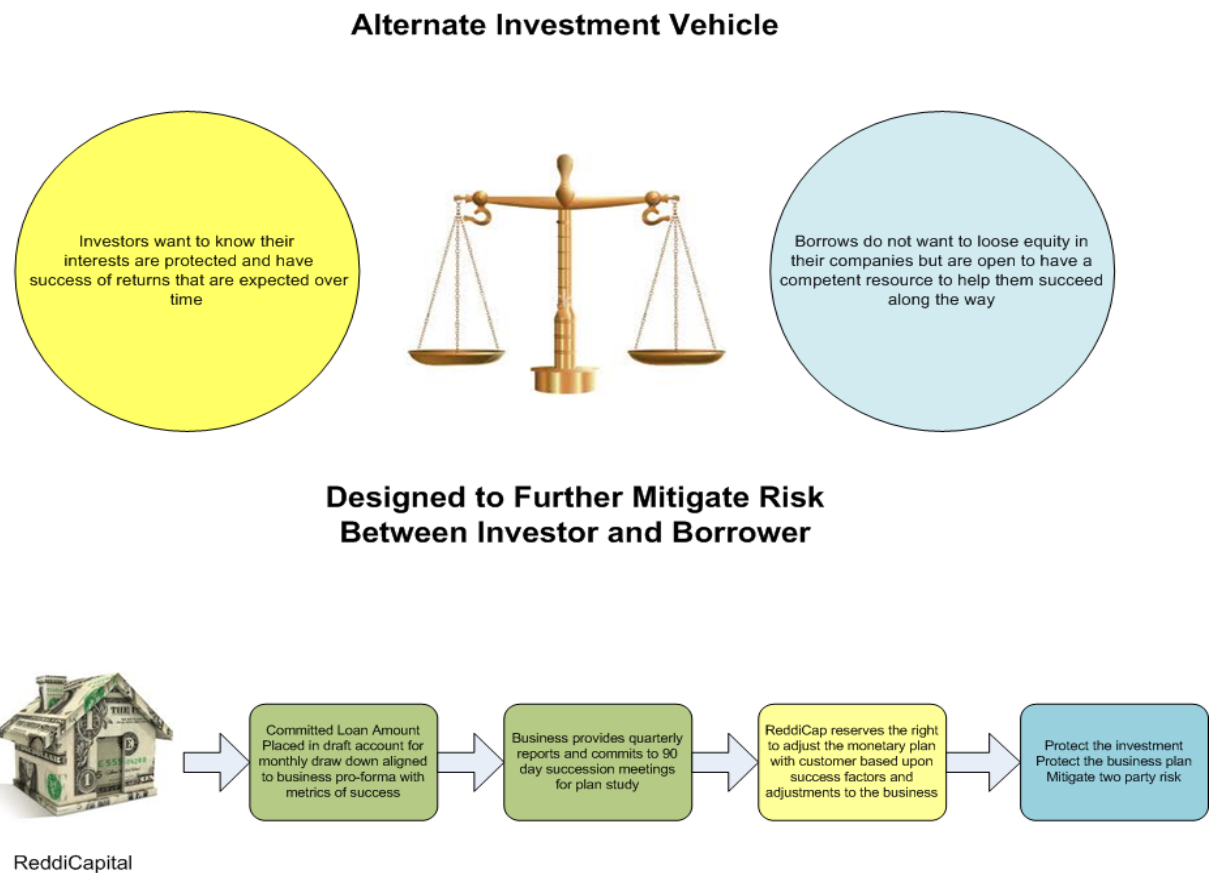 Alternate Investment Vehicle
Investors want to know their
interests are protected and have
success of returns that are expected over
time
Borrows do not want to loose equity in
their companies but are open to have a
competent resource to help them succeed
along the way
Designed to Further Mitigate Risk
Between Investor and Borrower
Committed Loan Amount
Placed in draft account for
monthly draw down aligned
to business pro-forma with
metrics of success
Business provides quarterly
reports and commits to 90
day succession meetings
for plan study
ReddiCap reserves the right
to adjust the monetary plan
with customer based upon
success factors and
adjustments to the business
Protect the investment
Protect the business plan
Mitigate two party risk
ReddiCapital